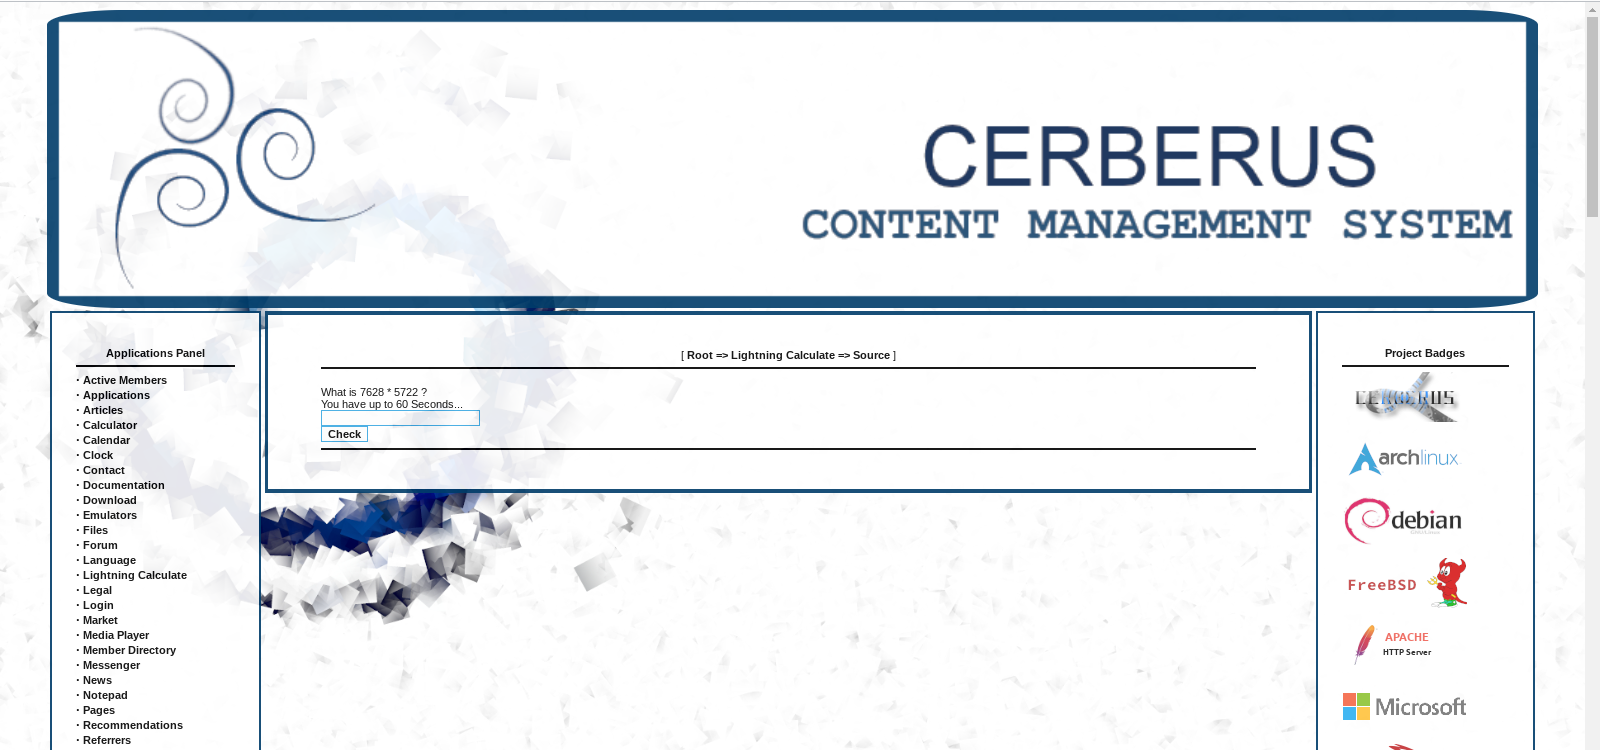 CERBERUS
CONTENT MANAGEMENT SYSTEM
Applications Panel
· Active Members
· Applications
· Articles
· Calculator
· Calendar
· Clock
· Contact
· Documentation
· Download
· Emulators
· Files
· Forum
· Language
· Lightning Calculate
· Legal
· Login
· Market
· Media Player
· Member Directory
· Messenger
· News
· Notepad
· Pages
· Recommendations
· Referrers
[ Root => Lightning Calculate => Source ]
What is 7628 * 5722 ?
You have up to 60 Seconds...
Check
Project Badges
CERBERUS
archlinux
debian
FreeBSD
APACHE
HTTP Server
Microsoft